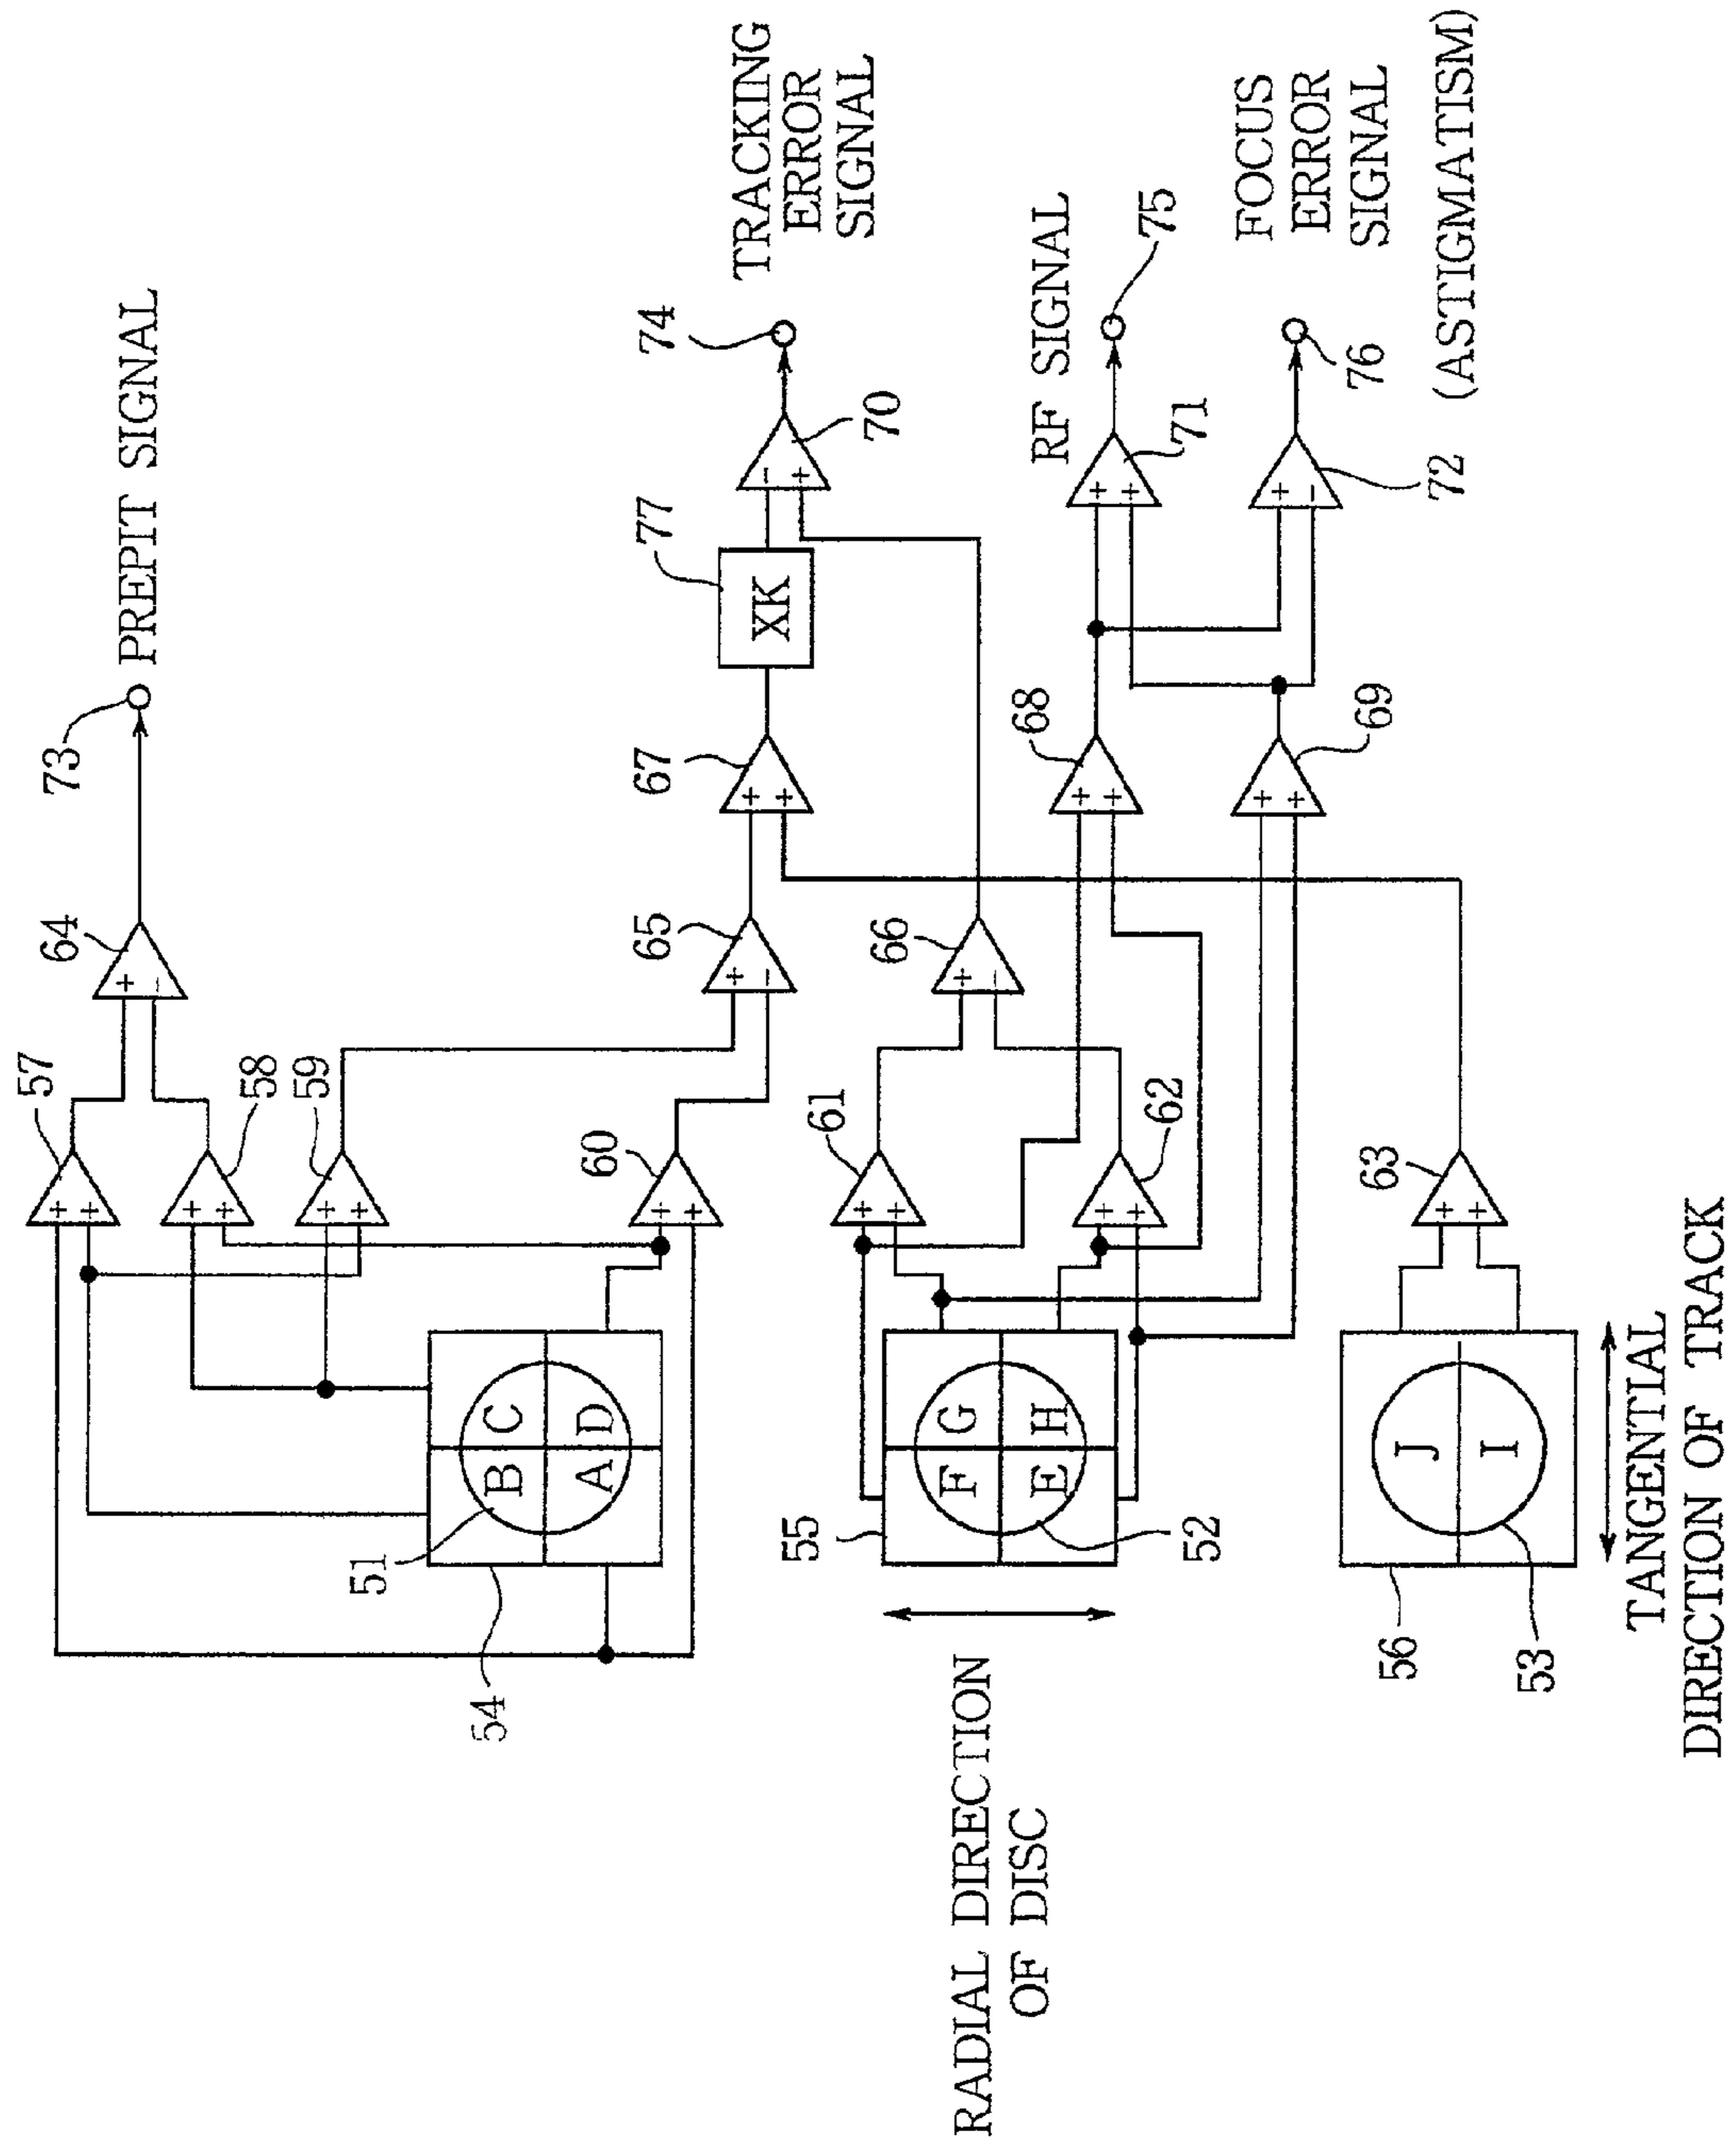 73
PREPIT SIGNAL
57
64
58
59
51
B
C
A
D
54
60
65
67
77
XK
74
TRACKING
ERROR
SIGNAL
70
61
66
55
F
G
E
H
52
62
68
RF SIGNAL
75
71
69
72
76
FOCUS
ERROR
SIGNAL
(ASTIGMATISM)
RADIAL DIRECTION
OF DISC
63
J
I
56
53
TANGENTIAL
DIRECTION OF TRACK
+
+
+
+
+
+
+
+
+
−
+
−
+
+
−
+
+
+
+
−
+
+
+
+
+
+
+
+
+
−
+
+